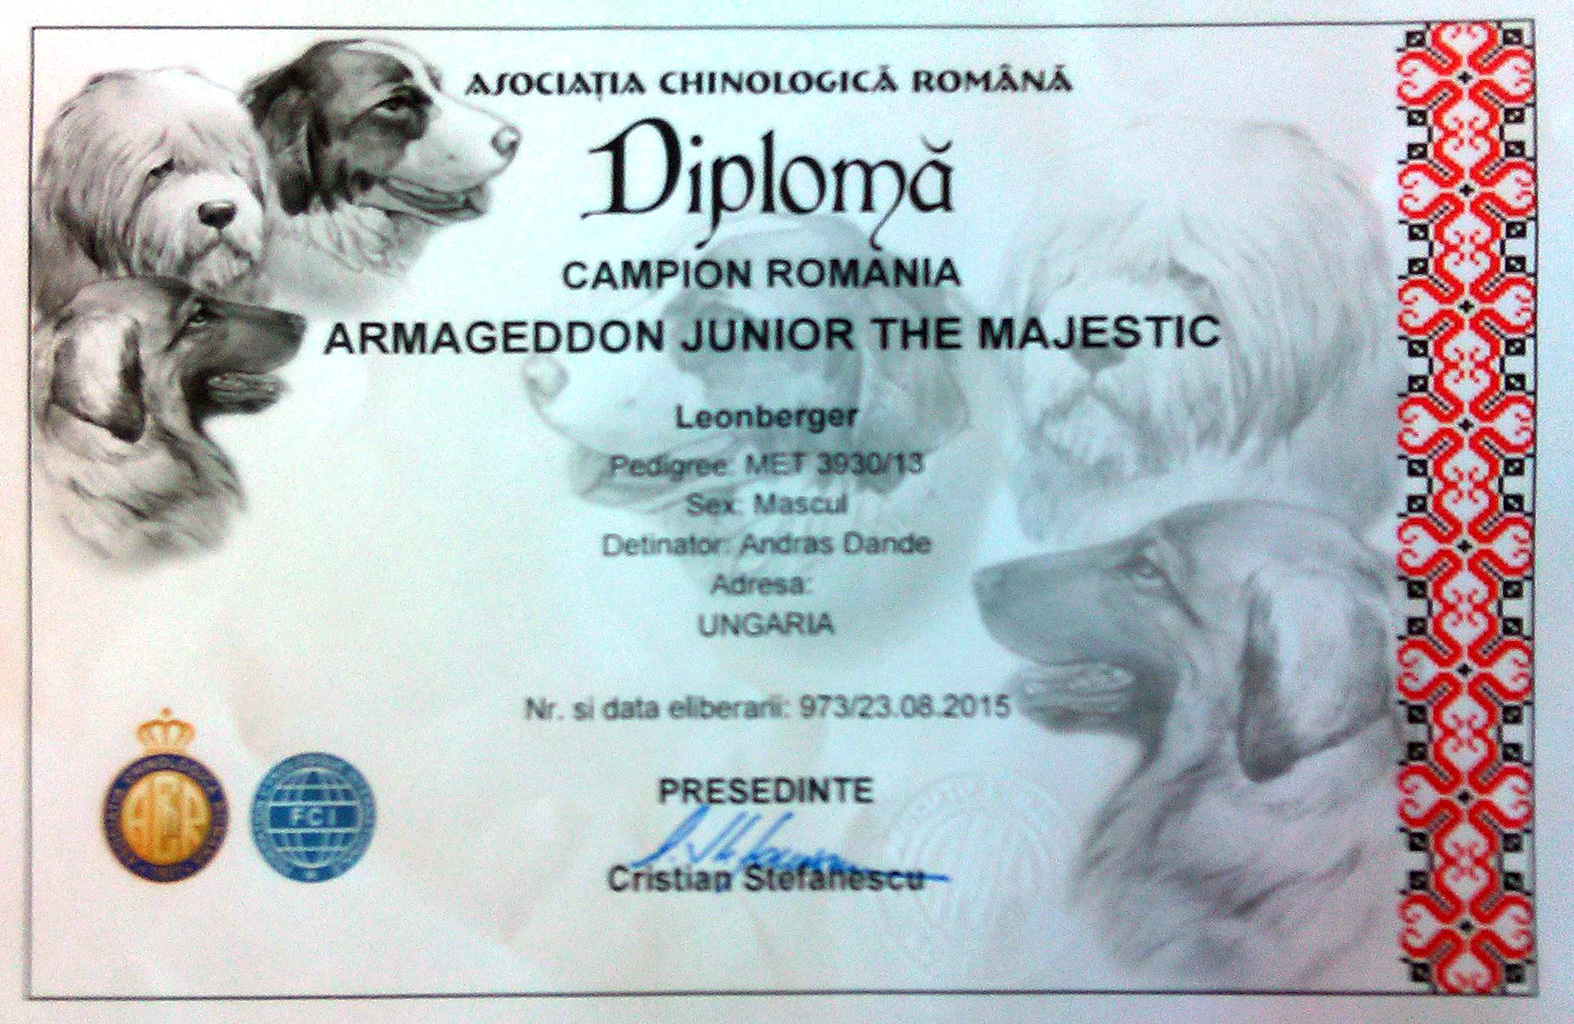 ASOCIAȚIA CHINOLOGICĂ ROMÂNĂ
Diplomă
CAMPION ROMANIA
ARMAGEDDON JUNIOR THE MAJESTIC
Leonberger
Pedigree: MET 3930/13
Sex: Mascul
Detinator: Andras Dande
Adresa:
UNGARIA
Nr. si data eliberarii: 973/23.08.2015
PRESEDINTE
Cristian Stefanescu
FCI